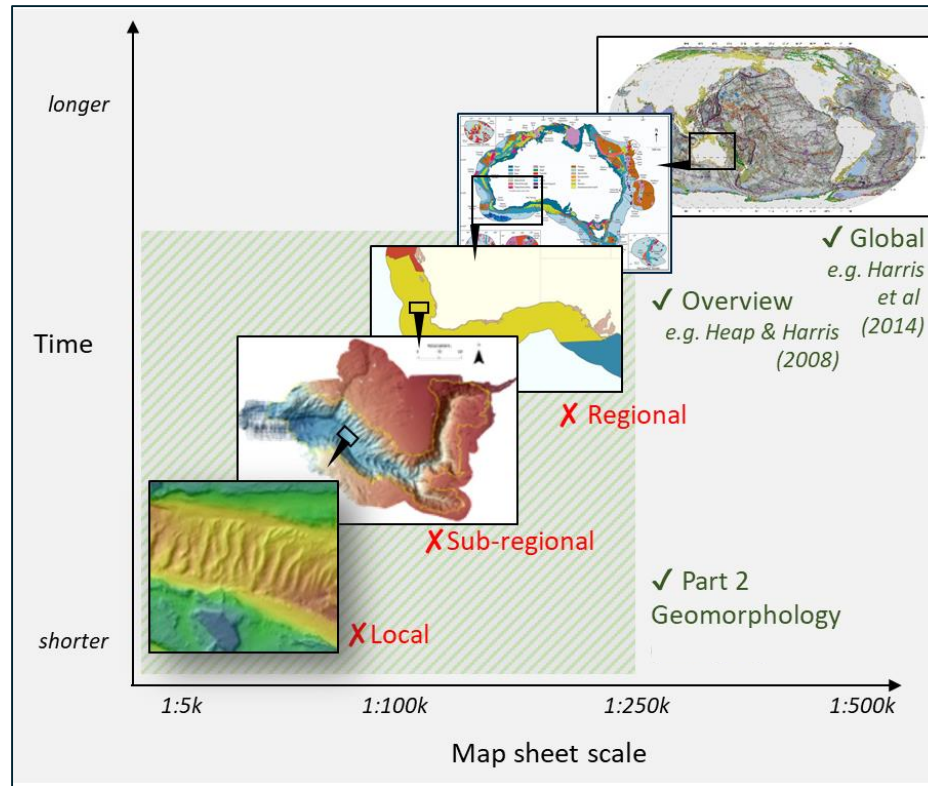 longer
Time
shorter
✓ Global
e.g. Harris
et al
(2014)
✓ Overview
e.g. Heap & Harris
(2008)
✗ Regional
✗Sub-regional
✗Local
✓ Part 2
Geomorphology
1:5k
1:100k
1:250k
1:500k
Map sheet scale